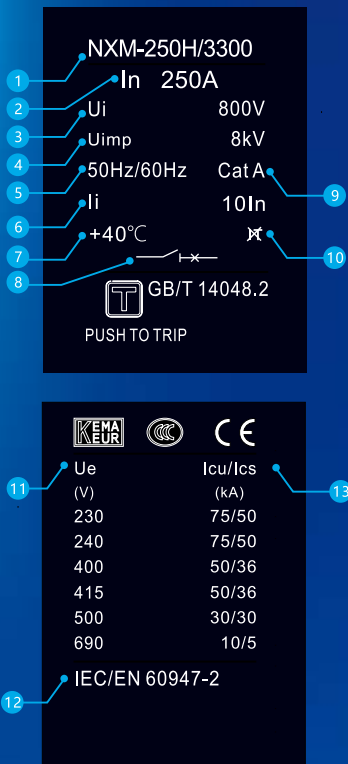 NXM-250H/3300
1
In 250A
2
Ui 800V
3
Uimp 8kV
4
50Hz/60Hz Cat A
5 9
Ii 10In
6
+40℃
7 10
8
T GB/T 14048.2
PUSH TO TRIP
KEMA KEUR CCC CE
Ue Icu/Ics
11 13
(V) (kA)
230 75/50
240 75/50
400 50/36
415 50/36
500 30/30
690 10/5
IEC/EN 60947-2
12